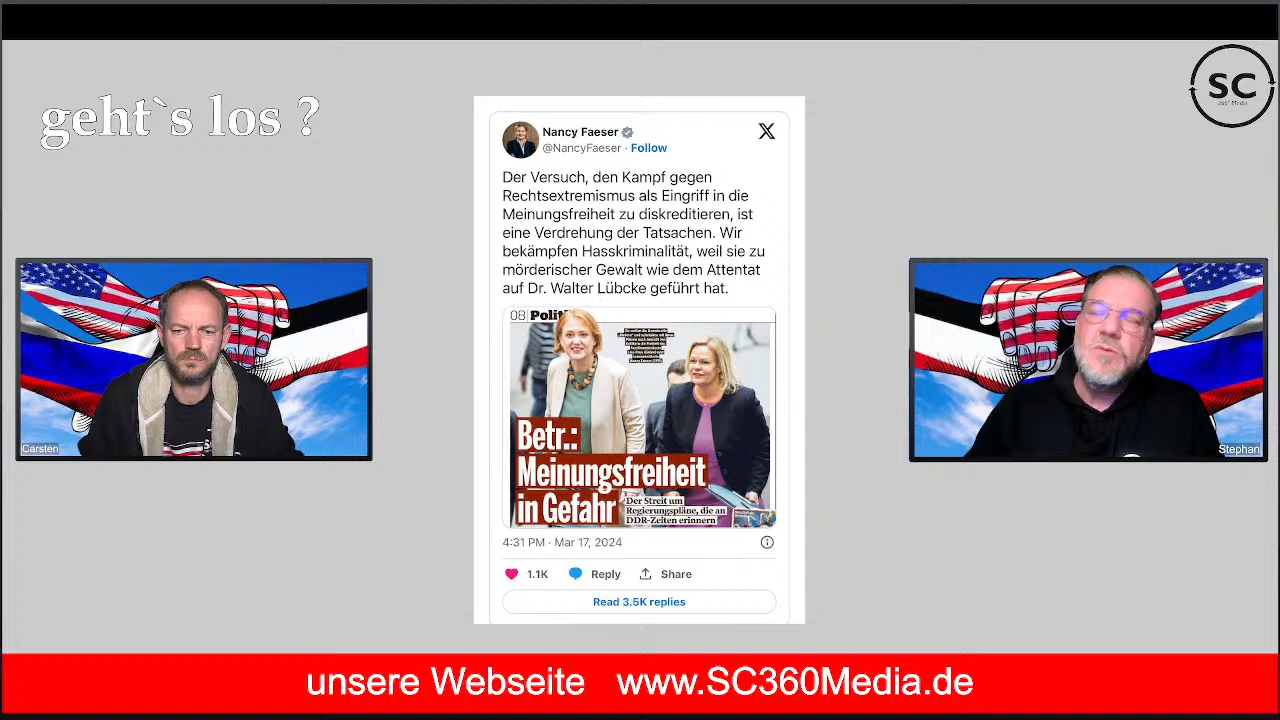 geht`s los ?
SC
360° Media
Nancy Faeser
@NancyFaeser · Follow
Der Versuch, den Kampf gegen
Rechtsextremismus als Eingriff in die
Meinungsfreiheit zu diskreditieren, ist
eine Verdrehung der Tatsachen. Wir
bekämpfen Hasskriminalität, weil sie zu
mörderischer Gewalt wie dem Attentat
auf Dr. Walter Lübcke geführt hat.
08 Politik
Betr.:
Meinungsfreiheit
in Gefahr
Der Streit um
Regierungspläne, die an
DDR-Zeiten erinnern
4:31 PM · Mar 17, 2024
1.1K Reply Share
Read 3.5K replies
Carsten
Stephan
unsere Webseite www.SC360Media.de